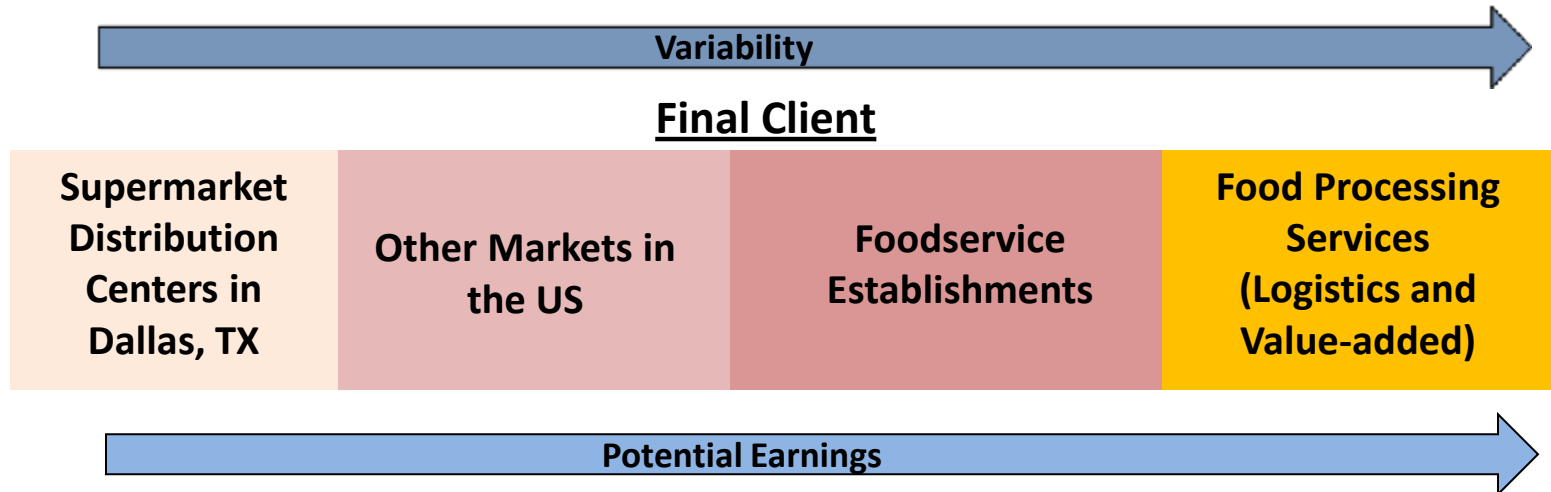 Variability
Final Client
Supermarket
Distribution
Centers in
Dallas, TX
Other Markets in
the US
Foodservice
Establishments
Food Processing
Services
(Logistics and
Value-added)
Potential Earnings